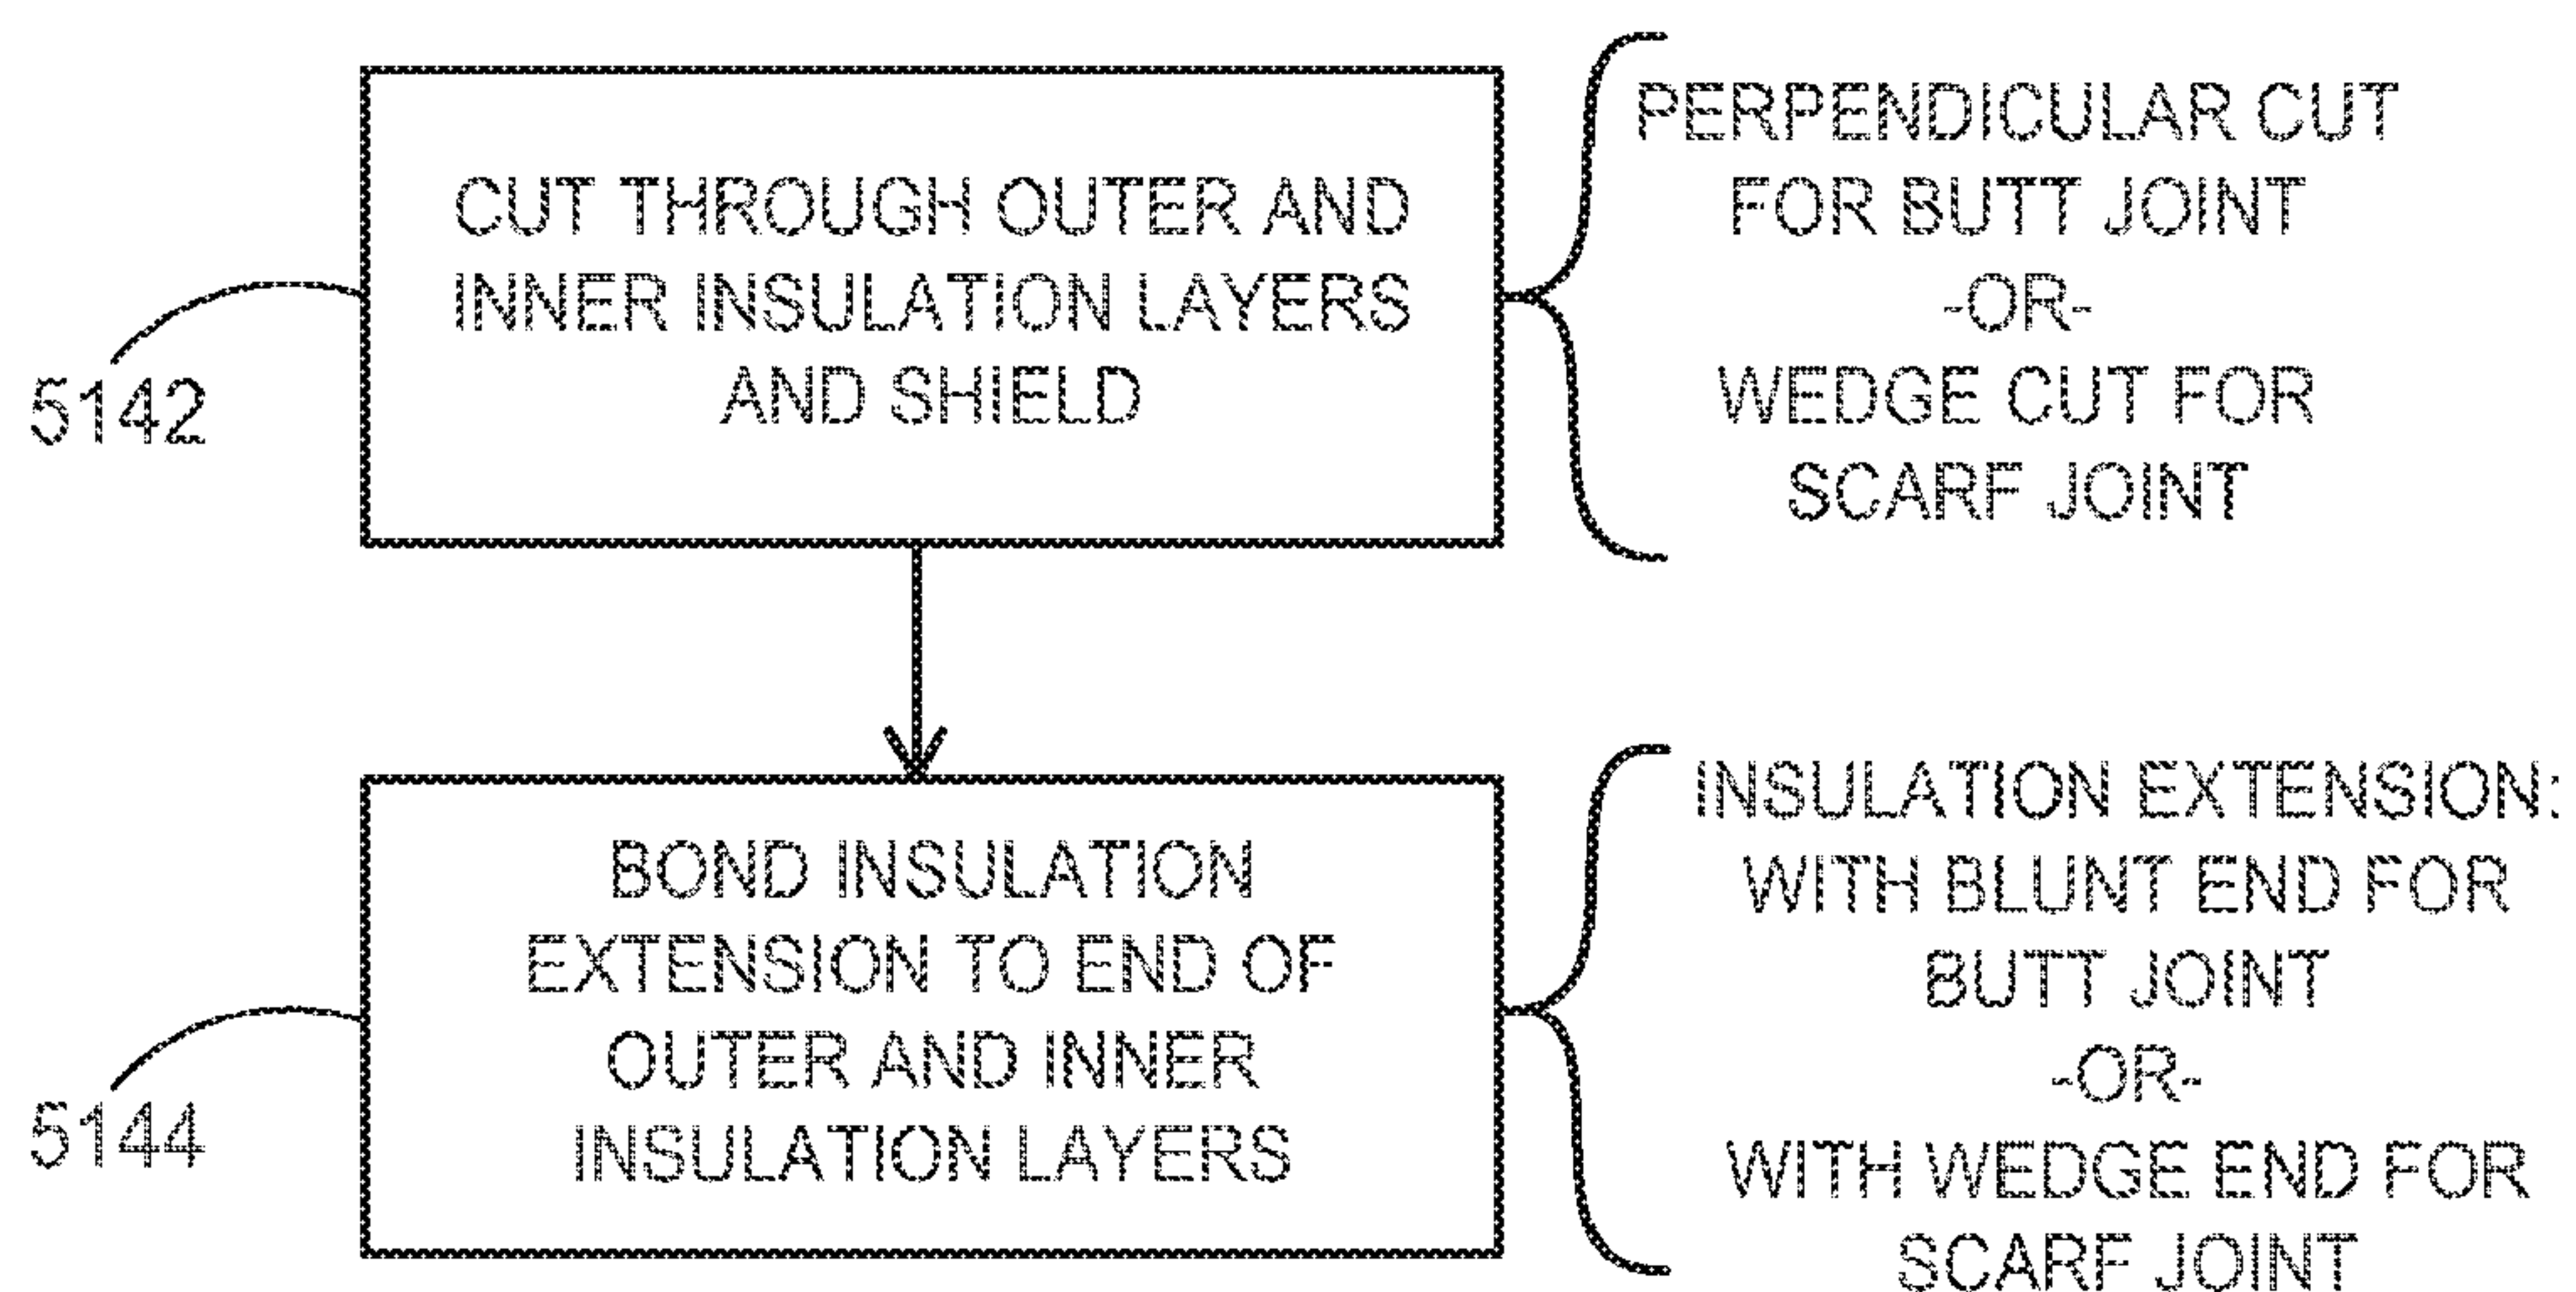 CUT THROUGH OUTER AND
INNER INSULATION LAYERS
AND SHIELD
5142
PERPENDICULAR CUT
FOR BUTT JOINT
-OR-
WEDGE CUT FOR
SCARF JOINT
BOND INSULATION
EXTENSION TO END OF
OUTER AND INNER
INSULATION LAYERS
5144
INSULATION EXTENSION:
WITH BLUNT END FOR
BUTT JOINT
-OR-
WITH WEDGE END FOR
SCARF JOINT